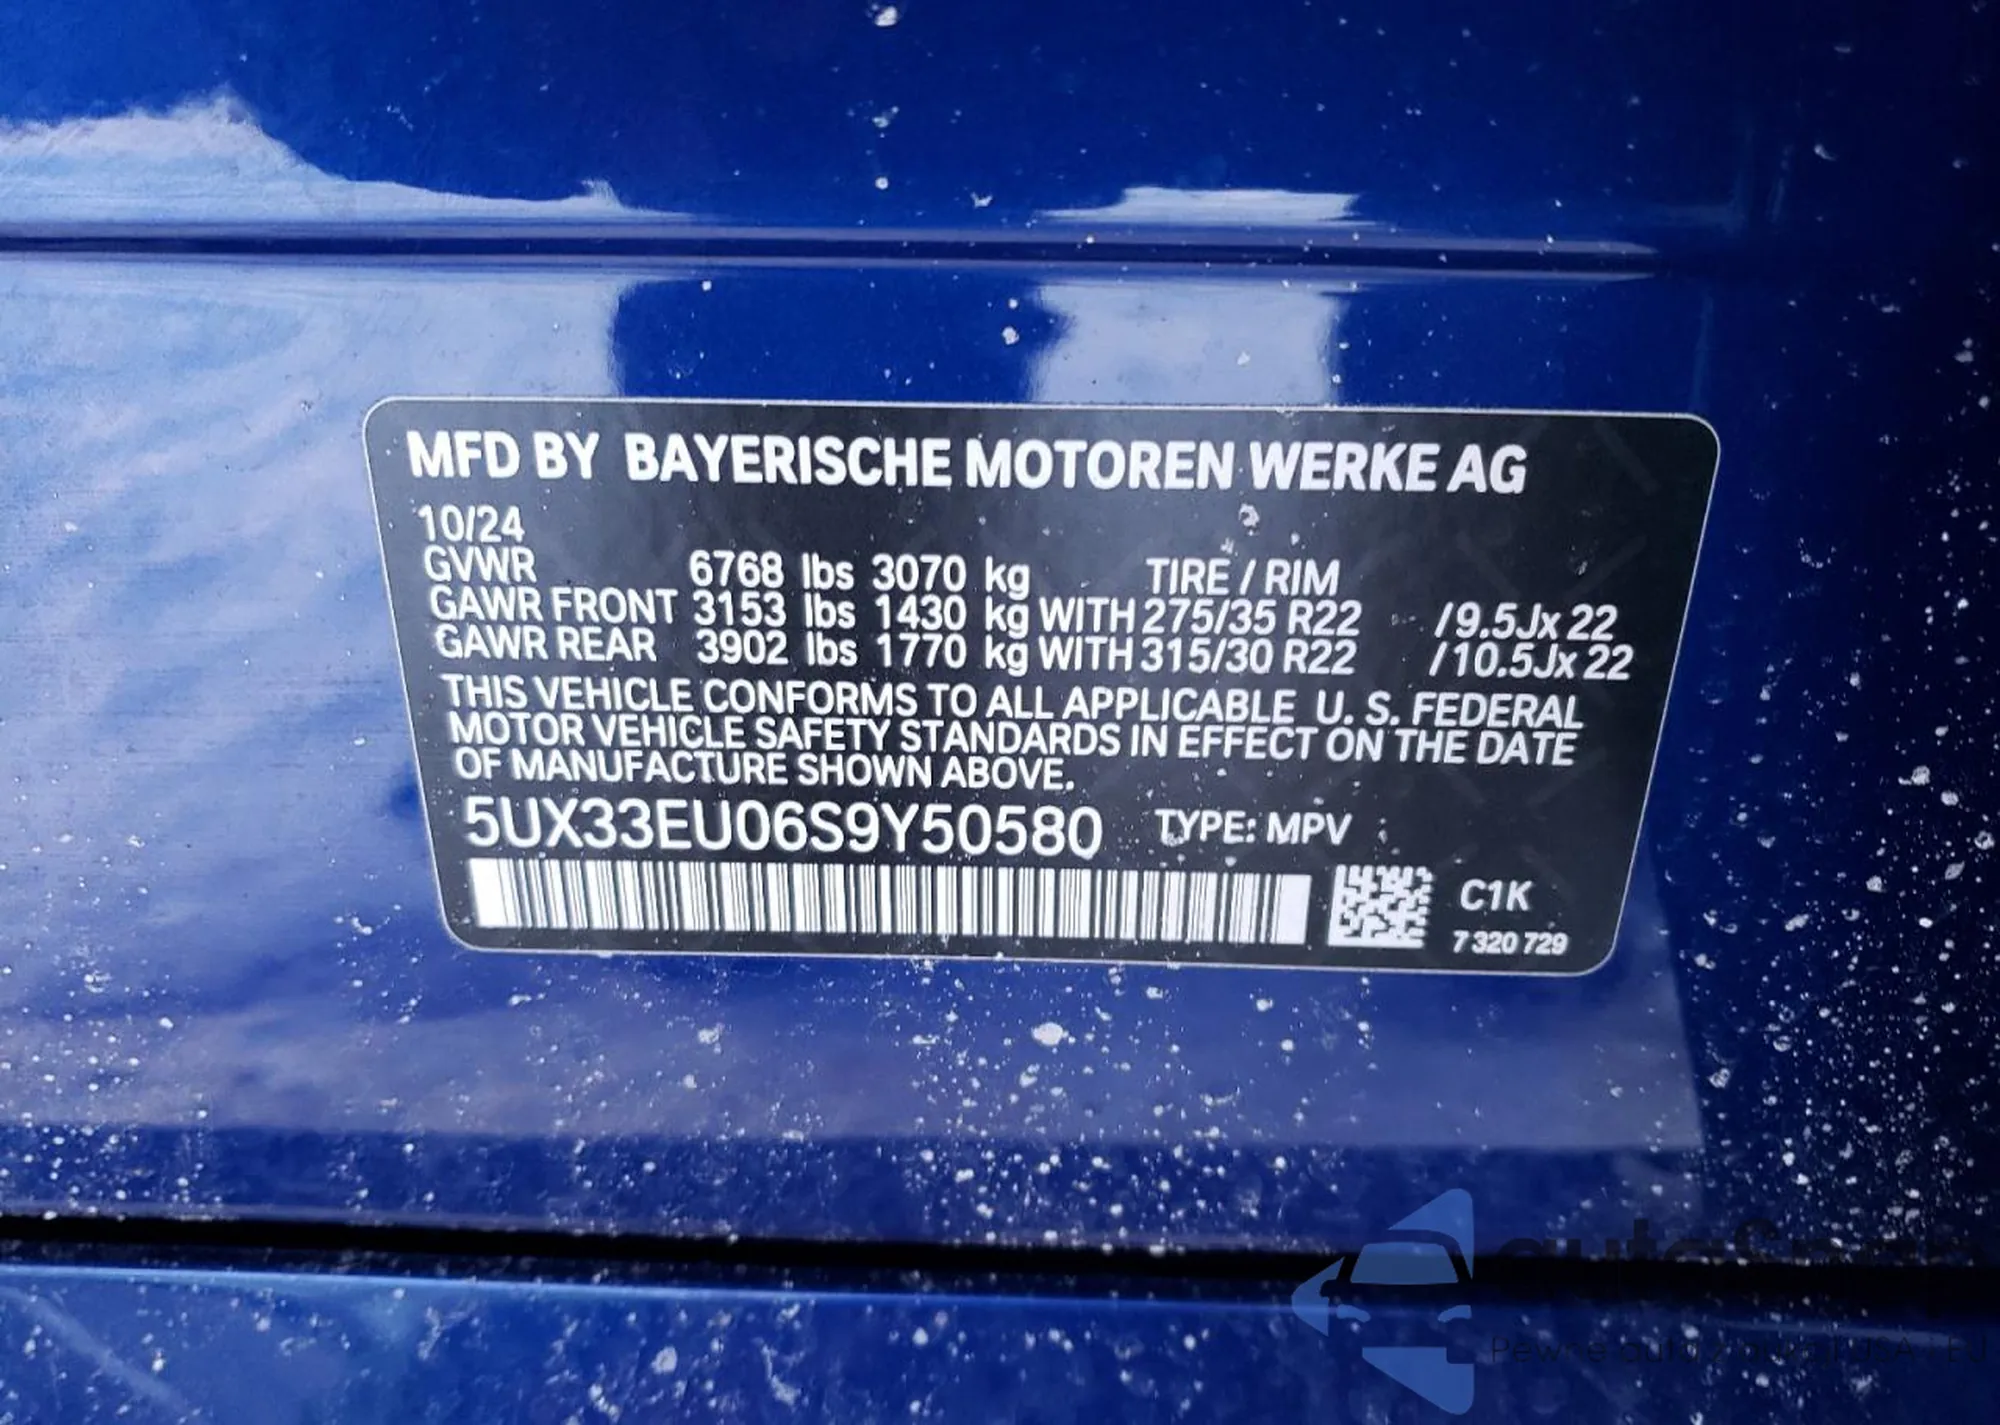 MFD BY BAYERISCHE MOTOREN WERKE AG
10/24
GVWR 6768 lbs 3070 kg TIRE / RIM
GAWR FRONT 3153 lbs 1430 kg WITH 275/35 R22 /9.5Jx 22
GAWR REAR 3902 lbs 1770 kg WITH 315/30 R22 /10.5Jx 22
THIS VEHICLE CONFORMS TO ALL APPLICABLE U. S. FEDERAL
MOTOR VEHICLE SAFETY STANDARDS IN EFFECT ON THE DATE
OF MANUFACTURE SHOWN ABOVE.
5UX33EU06S9Y50580 TYPE: MPV
C1K
7 320 729